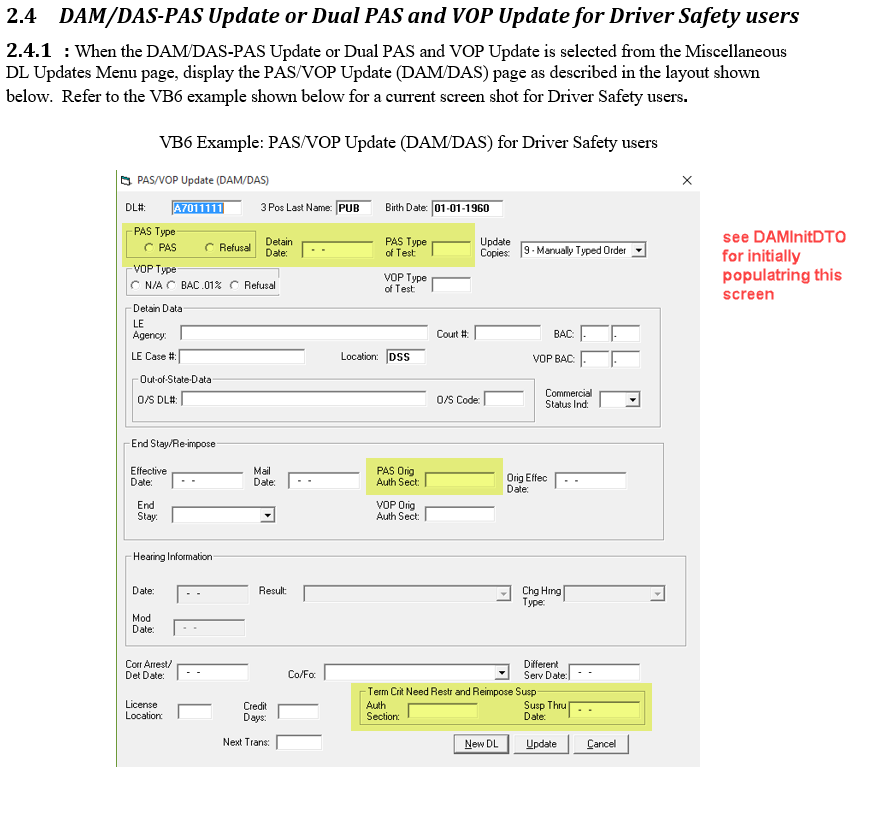 2.4 DAM/DAS-PAS Update or Dual PAS and VOP Update for Driver Safety users
2.4.1 : When the DAM/DAS-PAS Update or Dual PAS and VOP Update is selected from the Miscellaneous
DL Updates Menu page, display the PAS/VOP Update (DAM/DAS) page as described in the layout shown
below. Refer to the VB6 example shown below for a current screen shot for Driver Safety users.
VB6 Example: PAS/VOP Update (DAM/DAS) for Driver Safety users
PAS/VOP Update (DAM/DAS)
DL#: A7011111 3 Pos Last Name: PUB Birth Date: 01-01-1960
see DAMInitDTO
for initially
populatring this
screen
PAS Type
PAS Refusal
Detain
Date: - -
PAS Type
of Test:
Update
Copies: 9 - Manually Typed Order
VOP Type
N/A BAC .01% Refusal
VOP Type
of Test:
Detain Data
LE
Agency:
Court #:
BAC: . .
LE Case #:
Location: DSS
VOP BAC: . .
Out-of-State-Data
O/S DL#:
O/S Code:
Commercial
Status Ind:
End Stay/Re-impose
Effective
Date: - -
Mail
Date: - -
PAS Orig
Auth Sect:
Orig Effec
Date: - -
End
Stay:
VOP Orig
Auth Sect:
Hearing Information
Date: - -
Result:
Chg Hrng
Type:
Mod
Date: - -
Corr Arrest/
Det Date: - -
Co/Fo:
Different
Serv Date: - -
License
Location:
Credit
Days:
Term Crit Need Restr and Reimpose Susp
Auth
Section:
Susp Thru
Date: - -
Next Trans:
New DL Update Cancel